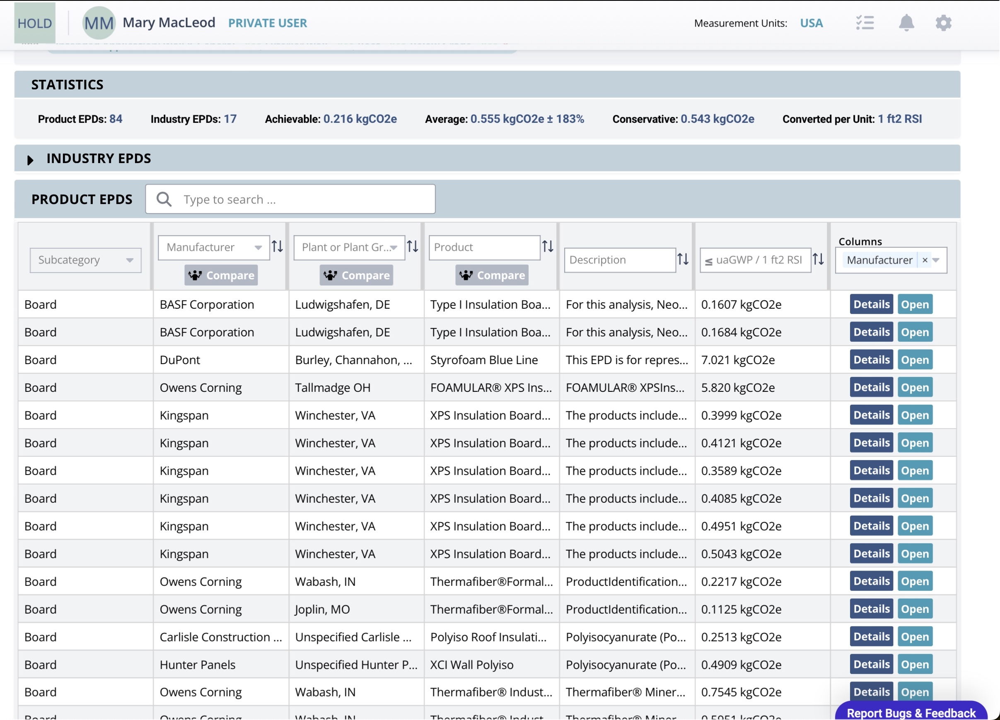 HOLD MM Mary MacLeod PRIVATE USER Measurement Units: USA
STATISTICS
Product EPDs: 84 Industry EPDs: 17 Achievable: 0.216 kgCO2e Average: 0.555 kgCO2e ± 183% Conservative: 0.543 kgCO2e Converted per Unit: 1 ft2 RSI
INDUSTRY EPDS
PRODUCT EPDS Type to search ...
Columns
Subcategory Manufacturer Plant or Plant Gr... Product Description ≤ uaGWP / 1 ft2 RSI Manufacturer ×
Compare Compare Compare
Board BASF Corporation Ludwigshafen, DE Type I Insulation Boa... For this analysis, Neo... 0.1607 kgCO2e Details Open
Board BASF Corporation Ludwigshafen, DE Type I Insulation Boa... For this analysis, Neo... 0.1684 kgCO2e Details Open
Board DuPont Burley, Channahon, ... Styrofoam Blue Line This EPD is for repres... 7.021 kgCO2e Details Open
Board Owens Corning Tallmadge OH FOAMULAR® XPS Ins... FOAMULAR® XPSIns... 5.820 kgCO2e Details Open
Board Kingspan Winchester, VA XPS Insulation Board... The products include... 0.3999 kgCO2e Details Open
Board Kingspan Winchester, VA XPS Insulation Board... The products include... 0.4121 kgCO2e Details Open
Board Kingspan Winchester, VA XPS Insulation Board... The products include... 0.3589 kgCO2e Details Open
Board Kingspan Winchester, VA XPS Insulation Board... The products include... 0.4085 kgCO2e Details Open
Board Kingspan Winchester, VA XPS Insulation Board... The products include... 0.4951 kgCO2e Details Open
Board Kingspan Winchester, VA XPS Insulation Board... The products include... 0.5043 kgCO2e Details Open
Board Owens Corning Wabash, IN Thermafiber®Formal... ProductIdentification... 0.2217 kgCO2e Details Open
Board Owens Corning Joplin, MO Thermafiber®Formal... ProductIdentification... 0.1125 kgCO2e Details Open
Board Carlisle Construction ... Unspecified Carlisle ... Polyiso Roof Insulati... Polyisocyanurate (Po... 0.2513 kgCO2e Details Open
Board Hunter Panels Unspecified Hunter P... XCI Wall Polyiso Polyisocyanurate (Po... 0.4909 kgCO2e Details Open
Board Owens Corning Wabash, IN Thermafiber® Indust... Thermafiber® Miner... 0.7545 kgCO2e Details Open
Board Owens Corning Wabash, IN Thermafiber® Indust... Thermafiber® Miner... 0.5951 kgCO2e
Report Bugs & Feedback